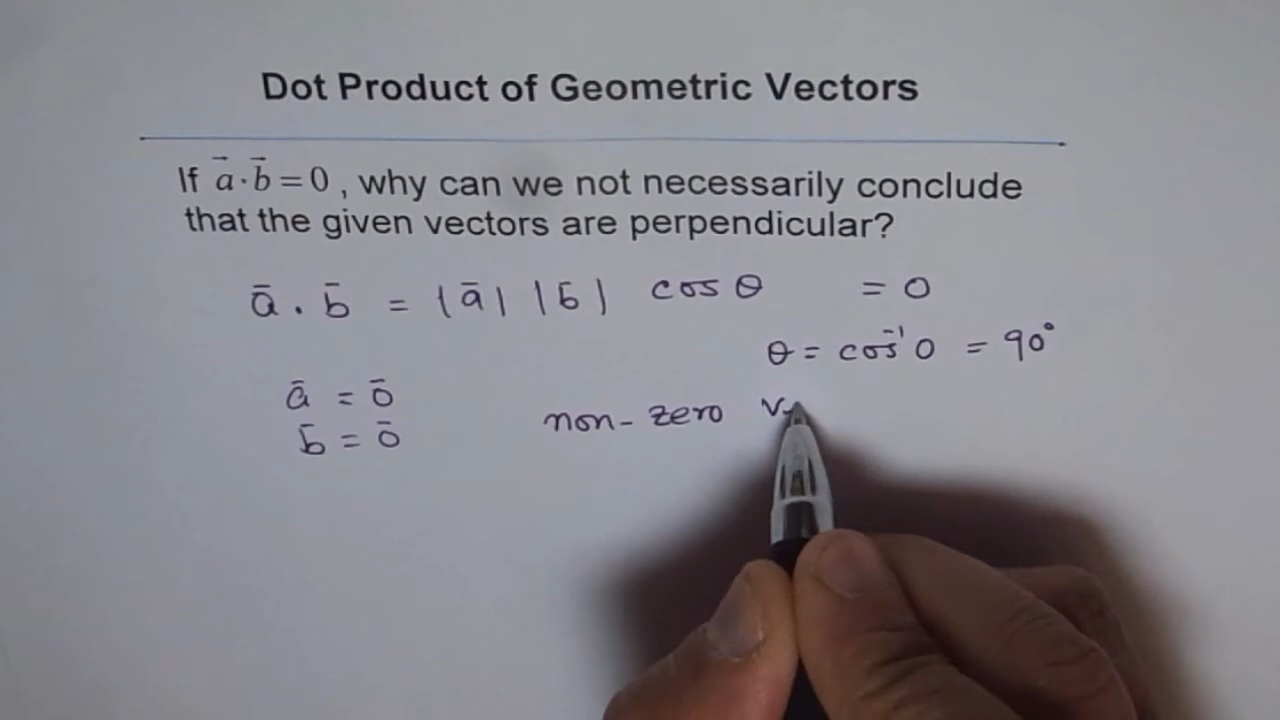 Dot Product of Geometric Vectors
If a⃗·b⃗=0, why can we not necessarily conclude
that the given vectors are perpendicular?
ā . b̄ = |ā| |b̄| cos θ = 0
θ = cos⁻¹ 0 = 90°
ā = 0̄
b̄ = 0̄
non-zero